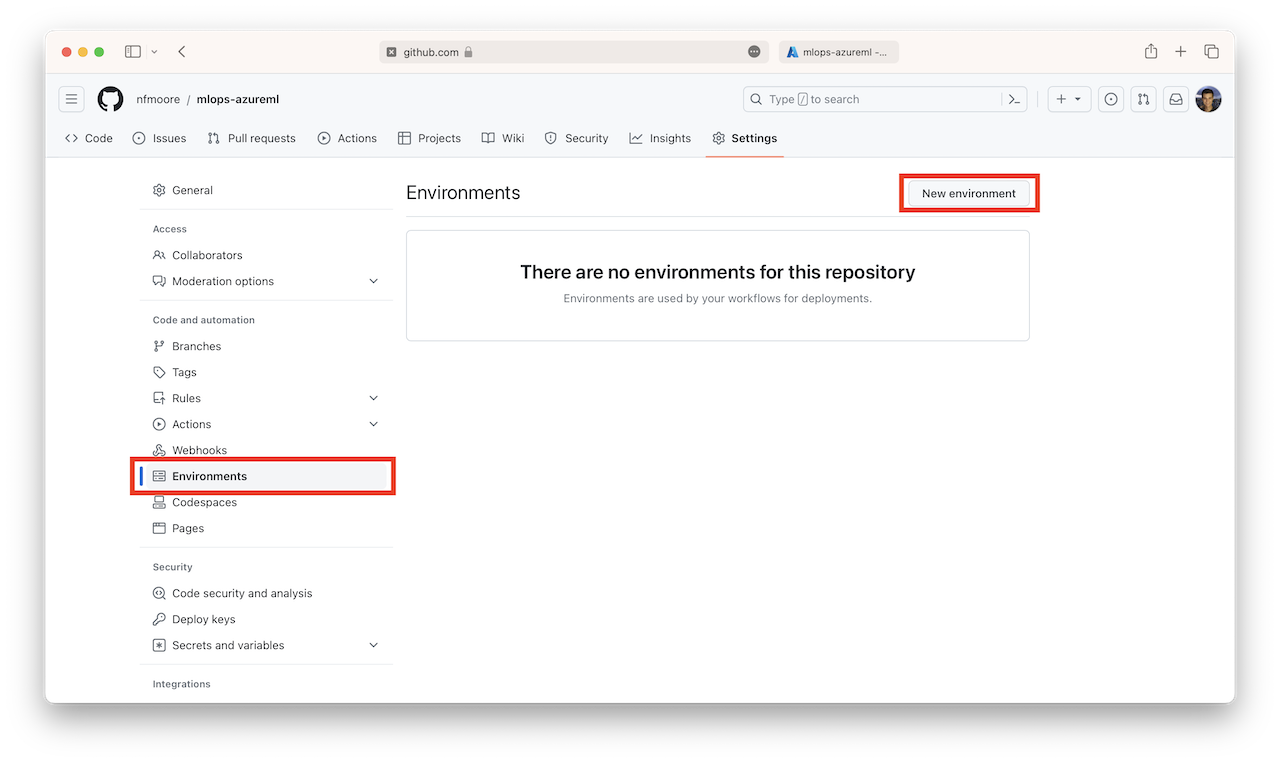 github.com
mlops-azureml -...
nfmoore / mlops-azureml
Type / to search
Code Issues Pull requests Actions Projects Wiki Security Insights Settings
General
Access
Collaborators
Moderation options
Code and automation
Branches
Tags
Rules
Actions
Webhooks
Environments
Codespaces
Pages
Security
Code security and analysis
Deploy keys
Secrets and variables
Integrations
Environments
New environment
There are no environments for this repository
Environments are used by your workflows for deployments.